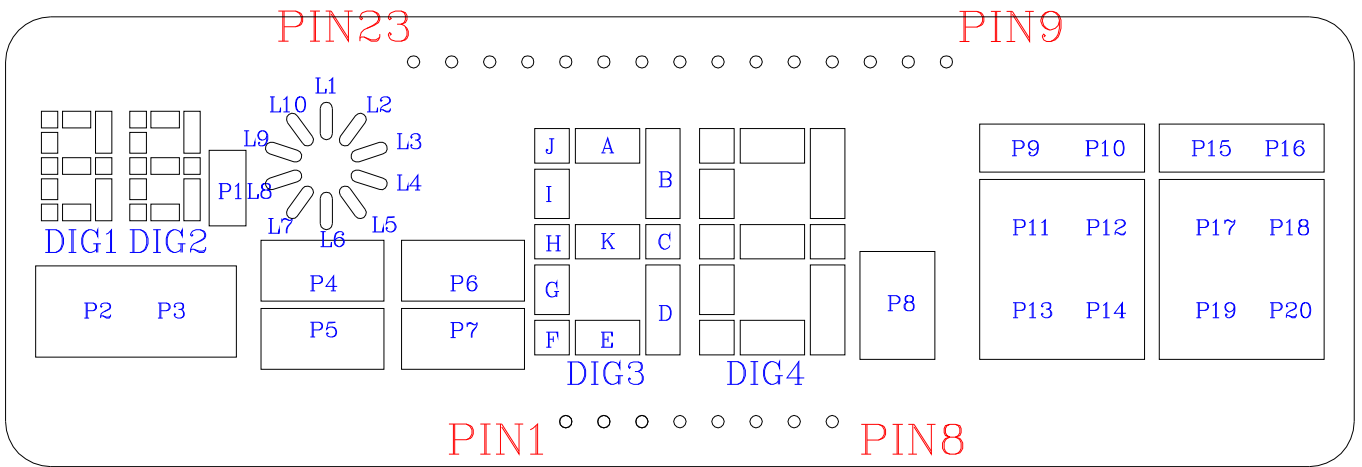 PIN23 PIN9
L1
L10 L2
L9 L3
J A P9 P10 P15 P16
P1 L8 L4 I B
L7 L5 P11 P12 P17 P18
DIG1 DIG2 L6 H K C
P4 P6 G
P2 P3 D P8 P13 P14 P19 P20
P5 P7 F E
DIG3 DIG4
PIN1 PIN8